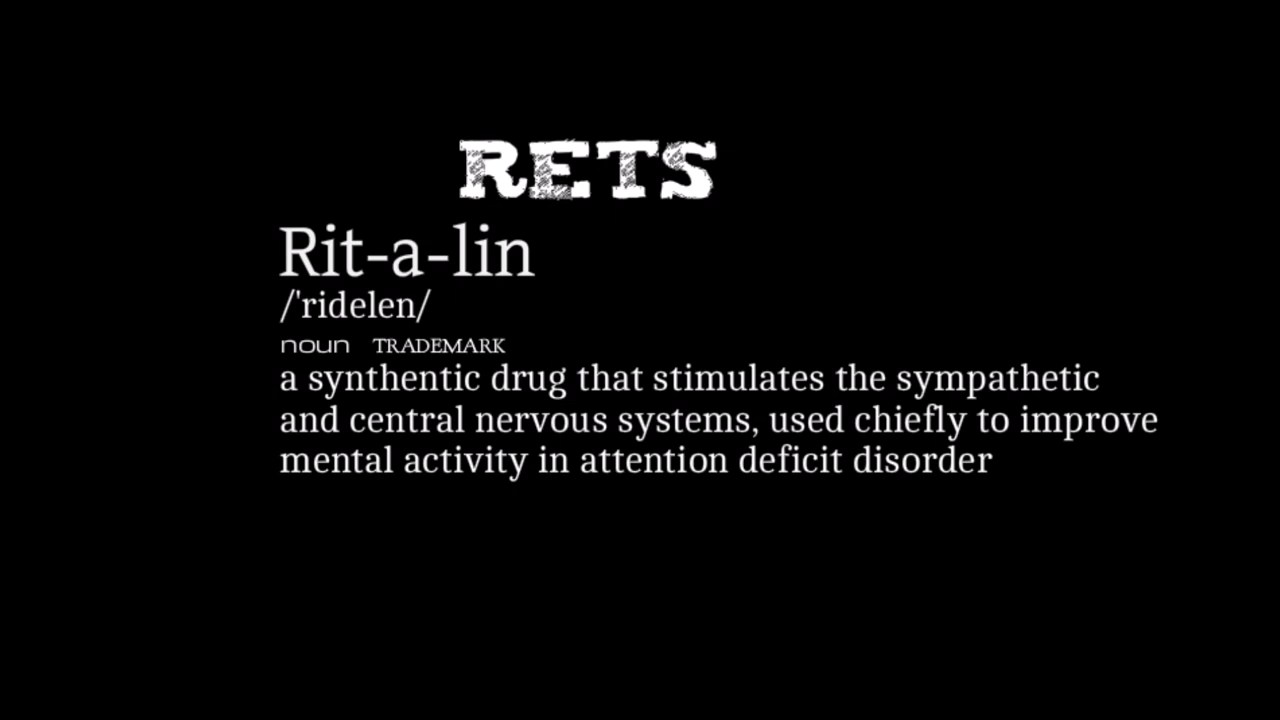 RETS
Rit-a-lin
/'ridelen/
noun TRADEMARK
a synthentic drug that stimulates the sympathetic
and central nervous systems, used chiefly to improve
mental activity in attention deficit disorder